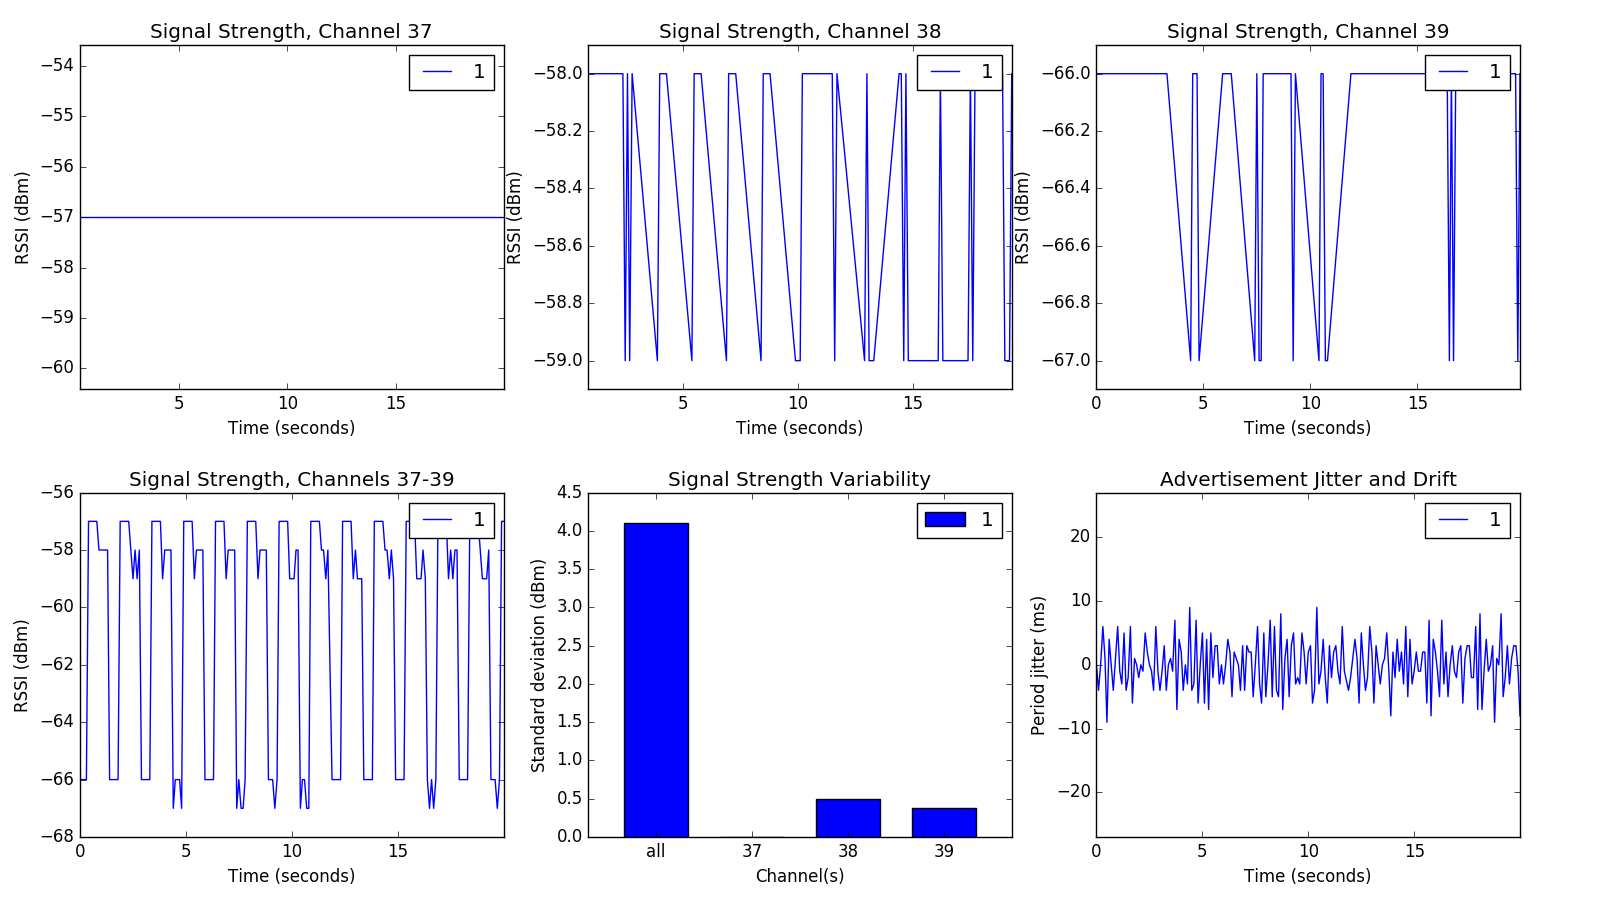 Signal Strength, Channel 37
1
−54
−55
−56
−57
−58
−59
−60
RSSI (dBm)
5 10 15
Time (seconds)
Signal Strength, Channel 38
1
−58.0
−58.2
−58.4
−58.6
−58.8
−59.0
RSSI (dBm)
5 10 15
Time (seconds)
Signal Strength, Channel 39
1
−66.0
−66.2
−66.4
−66.6
−66.8
−67.0
RSSI (dBm)
0 5 10 15
Time (seconds)
Signal Strength, Channels 37-39
1
−56
−58
−60
−62
−64
−66
−68
RSSI (dBm)
0 5 10 15
Time (seconds)
Signal Strength Variability
1
4.5
4.0
3.5
3.0
2.5
2.0
1.5
1.0
0.5
0.0
Standard deviation (dBm)
all 37 38 39
Channel(s)
Advertisement Jitter and Drift
1
20
10
0
−10
−20
Period jitter (ms)
0 5 10 15
Time (seconds)